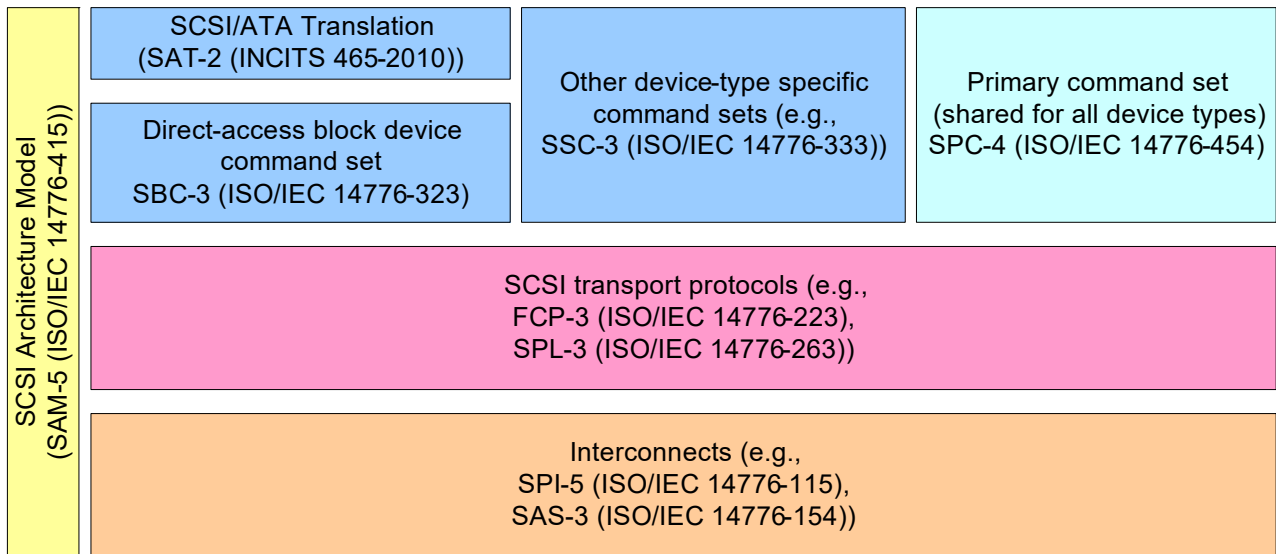 SCSI Architecture Model
(SAM-5 (ISO/IEC 14776-415))
SCSI/ATA Translation
(SAT-2 (INCITS 465-2010))
Direct-access block device
command set
SBC-3 (ISO/IEC 14776-323)
Other device-type specific
command sets (e.g.,
SSC-3 (ISO/IEC 14776-333))
Primary command set
(shared for all device types)
SPC-4 (ISO/IEC 14776-454)
SCSI transport protocols (e.g.,
FCP-3 (ISO/IEC 14776-223),
SPL-3 (ISO/IEC 14776-263))
Interconnects (e.g.,
SPI-5 (ISO/IEC 14776-115),
SAS-3 (ISO/IEC 14776-154))